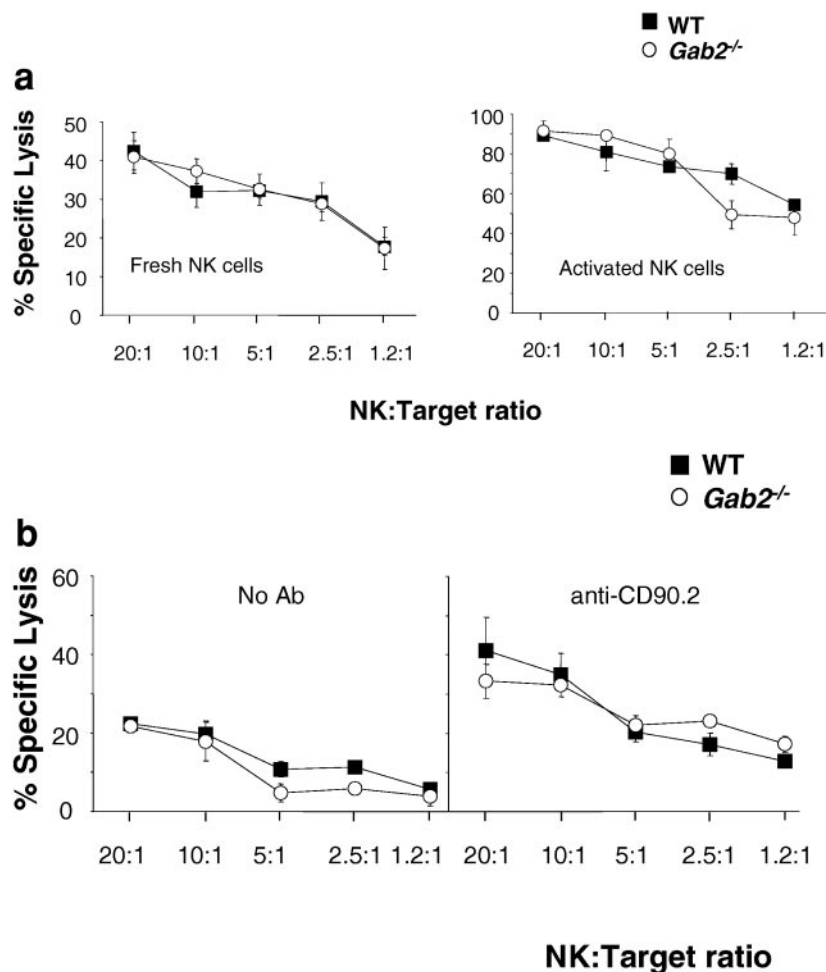 WT
Gab2-/-
a
50
40
30
20
10
0
% Specific Lysis
Fresh NK cells
20:1 10:1 5:1 2.5:1 1.2:1
100
80
60
40
20
0
Activated NK cells
20:1 10:1 5:1 2.5:1 1.2:1
NK:Target ratio
WT
Gab2-/-
b
60
40
20
0
% Specific Lysis
No Ab
anti-CD90.2
20:1 10:1 5:1 2.5:1 1.2:1
20:1 10:1 5:1 2.5:1 1.2:1
NK:Target ratio